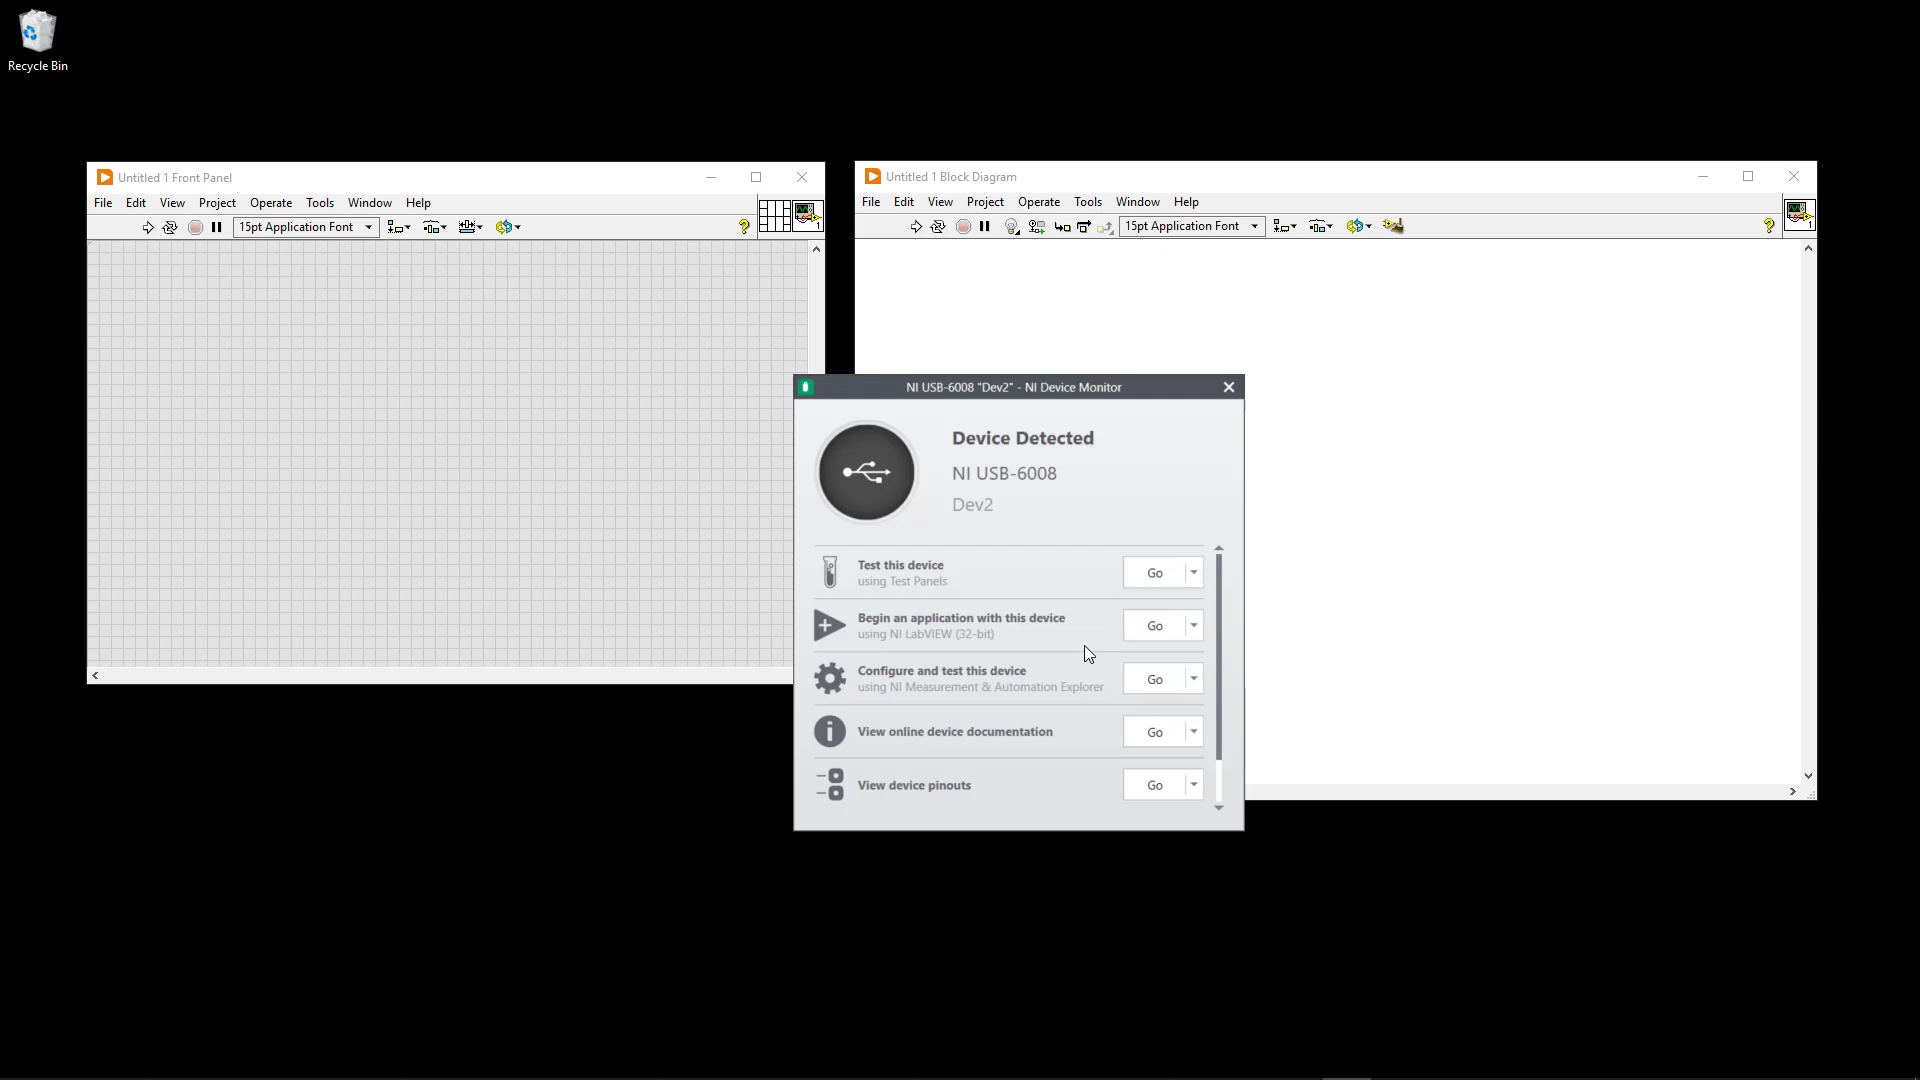 Recycle Bin
Untitled 1 Front Panel
File Edit View Project Operate Tools Window Help
15pt Application Font
?
1
Untitled 1 Block Diagram
File Edit View Project Operate Tools Window Help
15pt Application Font
?
1
NI USB-6008 "Dev2" - NI Device Monitor
Device Detected
NI USB-6008
Dev2
Test this device
using Test Panels
Go
Begin an application with this device
using NI LabVIEW (32-bit)
Go
Configure and test this device
using NI Measurement & Automation Explorer
Go
View online device documentation
Go
View device pinouts
Go